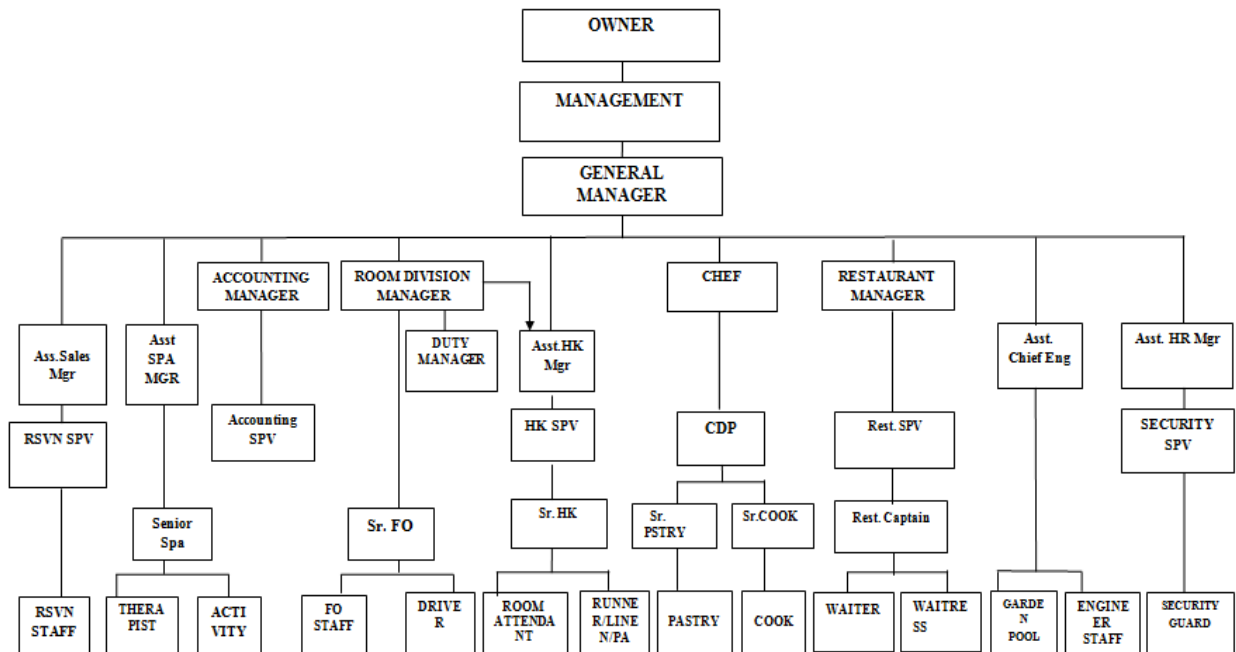 OWNER
MANAGEMENT
GENERAL
MANAGER
ACCOUNTING
MANAGER
ROOM DIVISION
MANAGER
CHEF
RESTAURANT
MANAGER
Ass.Sales
Mgr
Asst
SPA
MGR
DUTY
MANAGER
Asst.HK
Mgr
Asst.
Chief Eng
Asst. HR Mgr
RSVN SPV
Accounting
SPV
HK SPV
CDP
Rest. SPV
SECURITY
SPV
Senior
Spa
Sr. FO
Sr. HK
Sr.
PSTRY
Sr.COOK
Rest. Captain
RSVN
STAFF
THERA
PIST
ACTI
VITY
FO
STAFF
DRIVE
R
ROOM
ATTENDA
NT
RUNNE
R/LINE
N/PA
PASTRY
COOK
WAITER
WAITRE
SS
GARDE
N
POOL
ENGINE
ER
STAFF
SECURITY
GUARD